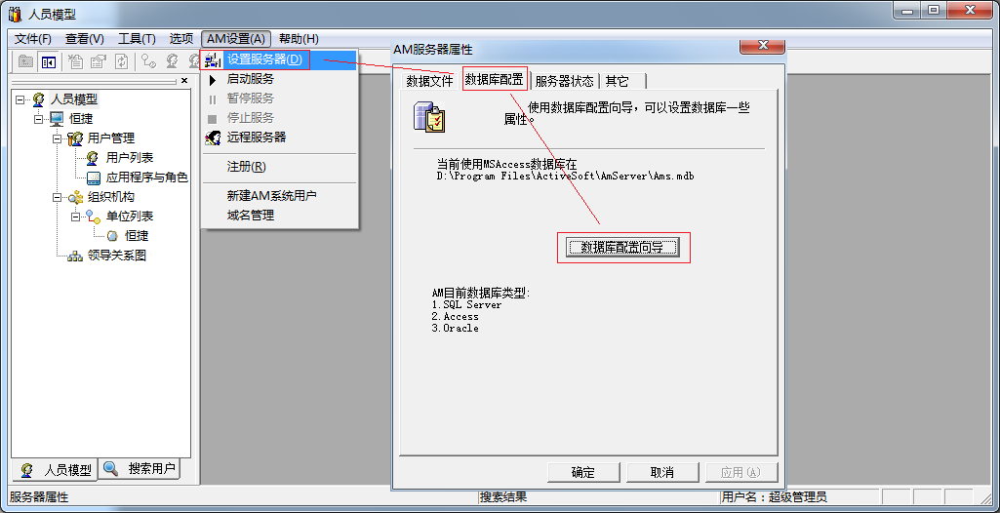 人员模型
文件(F) 查看(V) 工具(T) 选项 AM设置(A) 帮助(H)
设置服务器(D)
启动服务
暂停服务
停止服务
远程服务器
注册(R)
新建AM系统用户
域名管理
人员模型
恒捷
用户管理
用户列表
应用程序与角色
组织机构
单位列表
恒捷
领导关系图
人员模型 搜索用户
AM服务器属性
数据文件 数据库配置 服务器状态 其它
使用数据库配置向导，可以设置数据库一些
属性。
当前使用MSAccess数据库在
D:\Program Files\ActiveSoft\AmServer\Ams.mdb
数据库配置向导
AM目前数据库类型:
1.SQL Server
2.Access
3.Oracle
确定 取消 应用(A)
服务器属性 搜索结果 用户名：超级管理员